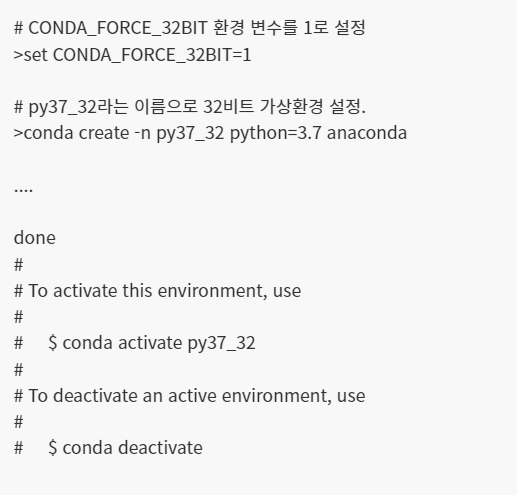 # CONDA_FORCE_32BIT 환경 변수를 1로 설정
>set CONDA_FORCE_32BIT=1
# py37_32라는 이름으로 32비트 가상환경 설정.
>conda create -n py37_32 python=3.7 anaconda
....
done
#
# To activate this environment, use
#
#     $ conda activate py37_32
#
# To deactivate an active environment, use
#
#     $ conda deactivate